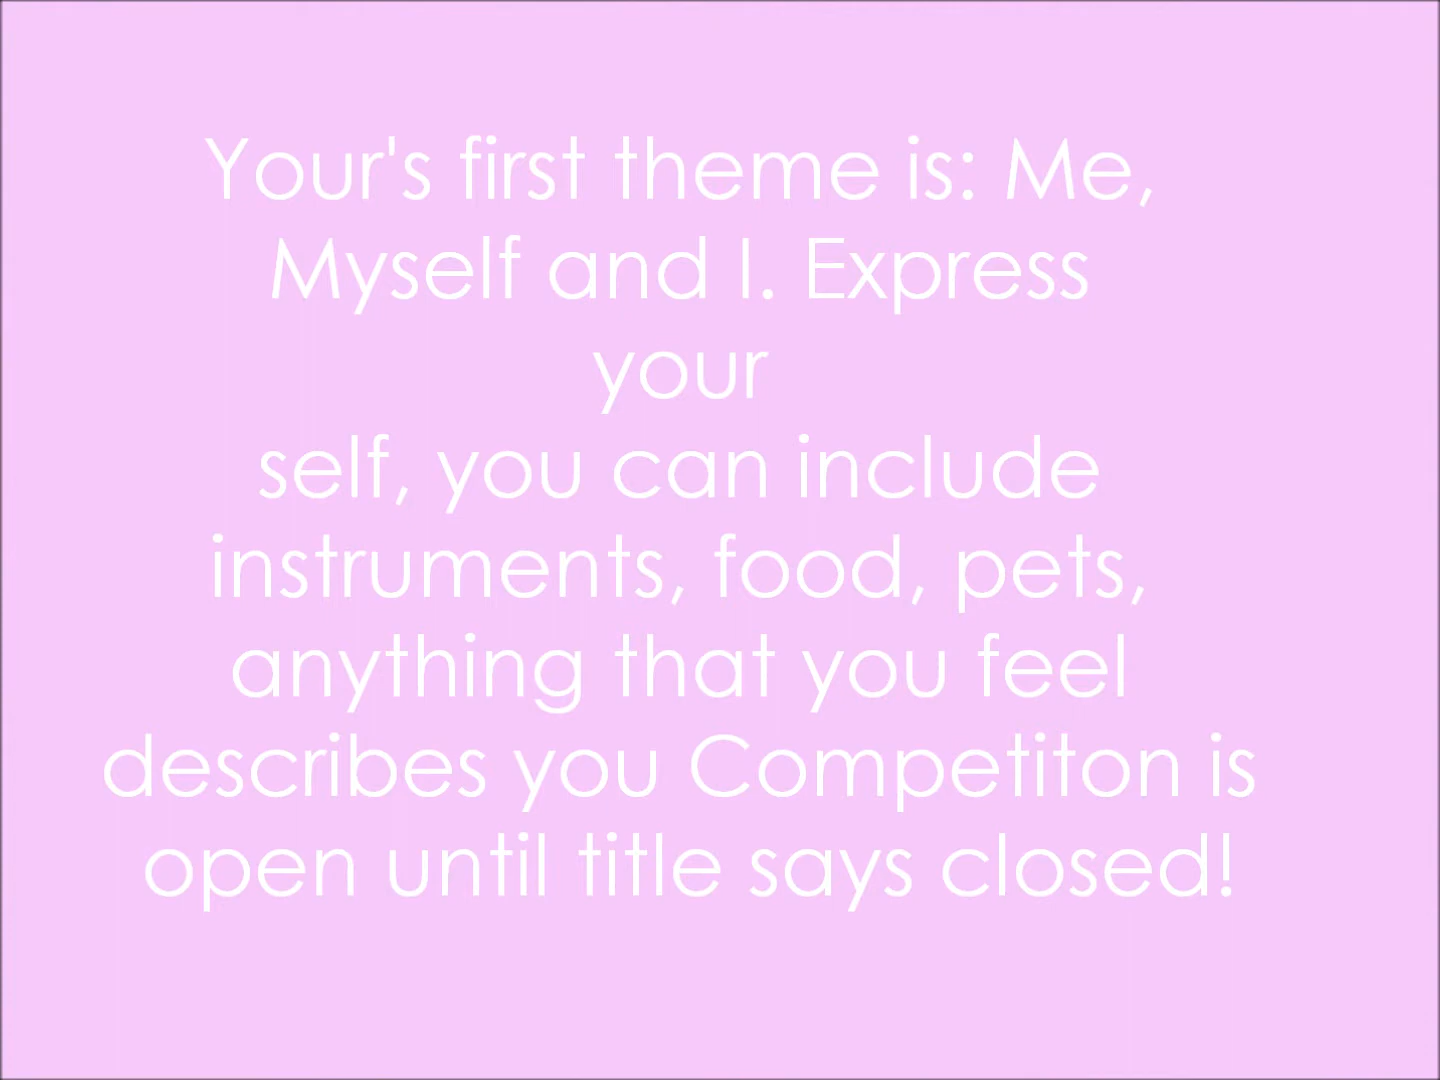 Your's first theme is: Me,
Myself and I. Express
your
self, you can include
instruments, food, pets,
anything that you feel
describes you Competiton is
open until title says closed!